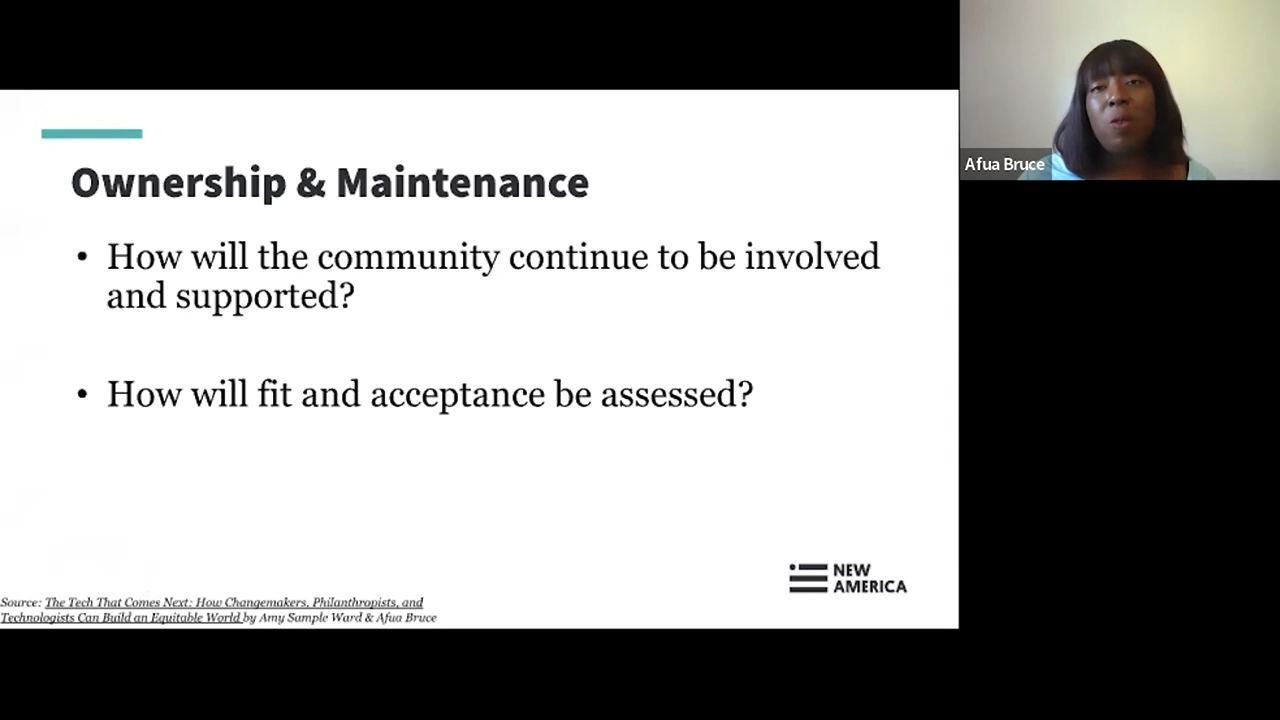 Ownership & Maintenance
• How will the community continue to be involved
and supported?
• How will fit and acceptance be assessed?
NEW
AMERICA
Source: The Tech That Comes Next: How Changemakers, Philanthropists, and
Technologists Can Build an Equitable World by Amy Sample Ward & Afua Bruce
Afua Bruce